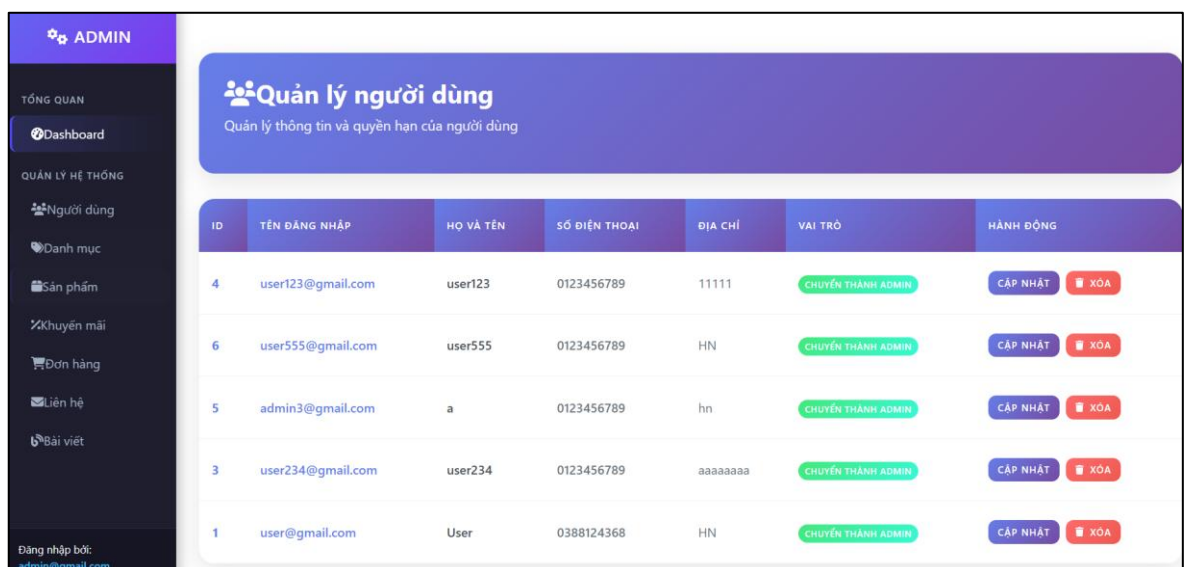 ADMIN
TỔNG QUAN
Dashboard
QUẢN LÝ HỆ THỐNG
Người dùng
Danh mục
Sản phẩm
Khuyến mãi
Đơn hàng
Liên hệ
Bài viết
Đăng nhập bởi:
admin@gmail.com
Quản lý người dùng
Quản lý thông tin và quyền hạn của người dùng
ID TÊN ĐĂNG NHẬP HỌ VÀ TÊN SỐ ĐIỆN THOẠI ĐỊA CHỈ VAI TRÒ HÀNH ĐỘNG
4 user123@gmail.com user123 0123456789 11111 CHUYỂN THÀNH ADMIN CẬP NHẬT XÓA
6 user555@gmail.com user555 0123456789 HN CHUYỂN THÀNH ADMIN CẬP NHẬT XÓA
5 admin3@gmail.com a 0123456789 hn CHUYỂN THÀNH ADMIN CẬP NHẬT XÓA
3 user234@gmail.com user234 0123456789 aaaaaaaa CHUYỂN THÀNH ADMIN CẬP NHẬT XÓA
1 user@gmail.com User 0388124368 HN CHUYỂN THÀNH ADMIN CẬP NHẬT XÓA